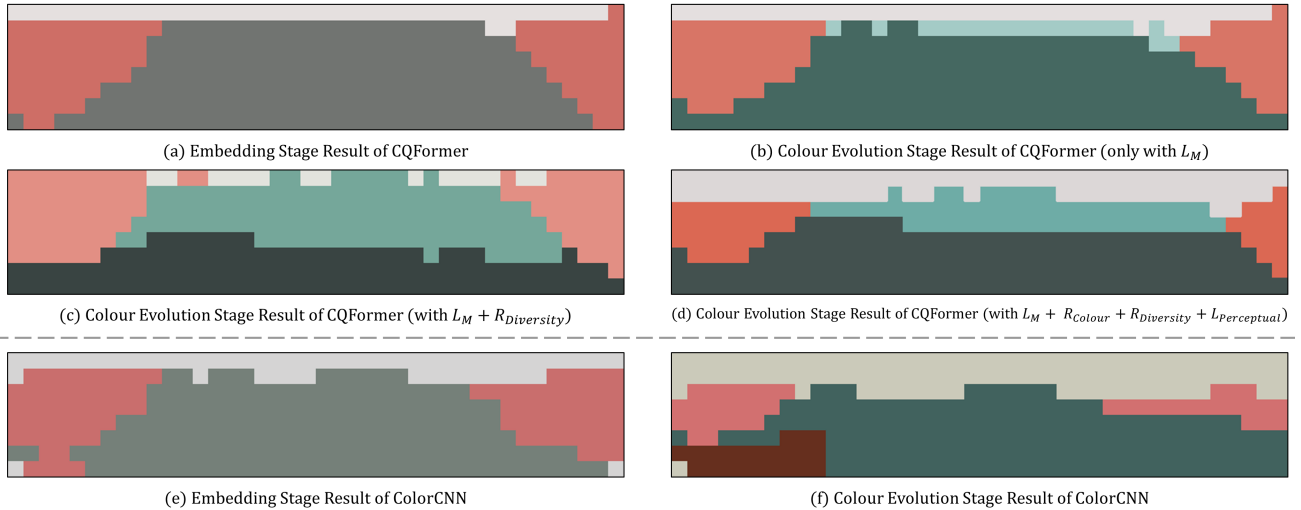 (a) Embedding Stage Result of CQFormer
(b) Colour Evolution Stage Result of CQFormer (only with L_M)
(c) Colour Evolution Stage Result of CQFormer (with L_M + R_Diversity)
(d) Colour Evolution Stage Result of CQFormer (with L_M + R_Colour + R_Diversity + L_Perceptual)
(e) Embedding Stage Result of ColorCNN
(f) Colour Evolution Stage Result of ColorCNN